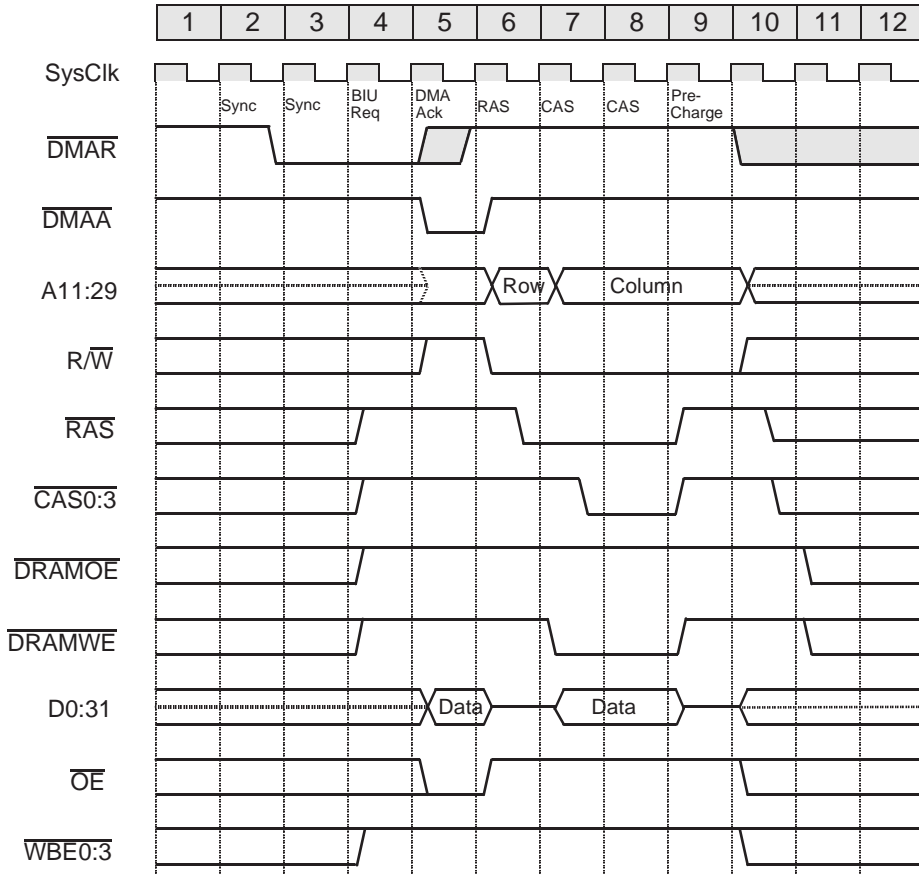 1 2 3 4 5 6 7 8 9 10 11 12
SysClk
Sync Sync BIU Req DMA Ack RAS CAS CAS Pre-Charge
DMAR
DMAA
A11:29 Row Column
R/W
RAS
CAS0:3
DRAMOE
DRAMWE
D0:31 Data Data
OE
WBE0:3